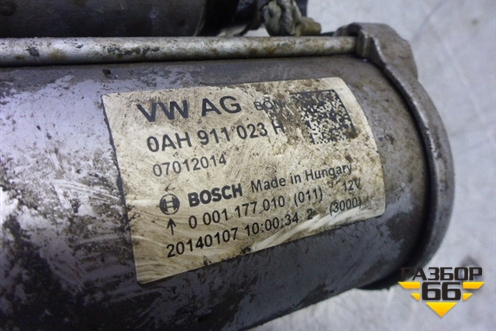 VW AG
0AH 911 023 H
07012014
BOSCH Made in Hungary
↑ 0 001 177 010 (011) 12V
20140107 10:00:34 2 (3000)
РАЗБОР
66